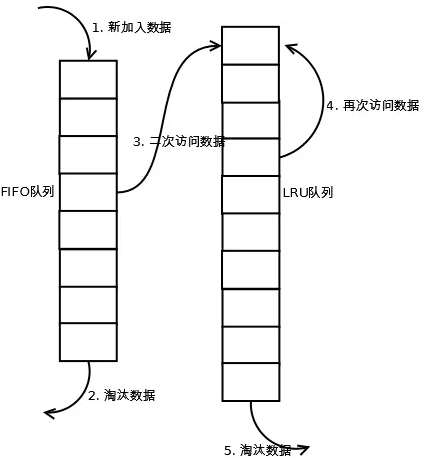 1. 新加入数据
4. 再次访问数据
3. 二次访问数据
FIFO队列
LRU队列
2. 淘汰数据
5. 淘汰数据